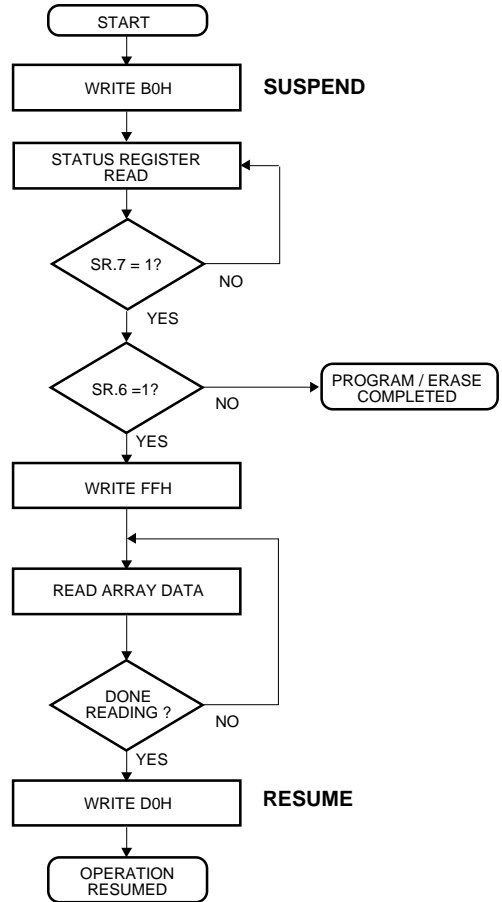 START
WRITE B0H
SUSPEND
STATUS REGISTER
READ
SR.7 = 1?
NO
YES
SR.6 =1?
NO
PROGRAM / ERASE
COMPLETED
YES
WRITE FFH
READ ARRAY DATA
DONE
READING ?
NO
YES
WRITE D0H
RESUME
OPERATION
RESUMED